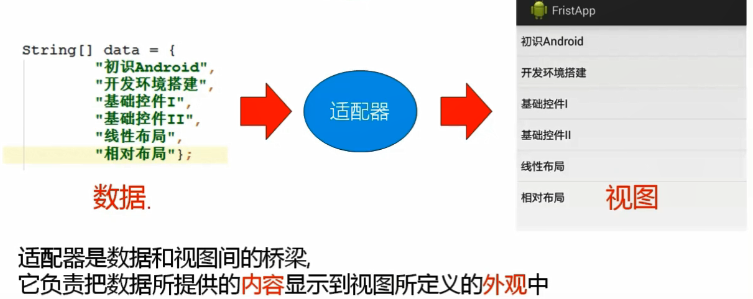 String[] data = {
"初识Android",
"开发环境搭建",
"基础控件I",
"基础控件II",
"线性布局",
"相对布局"};
数据.
适配器
FristApp
初识Android
开发环境搭建
基础控件I
基础控件II
线性布局
相对布局
视图
适配器是数据和视图间的桥梁,
它负责把数据所提供的内容显示到视图所定义的外观中